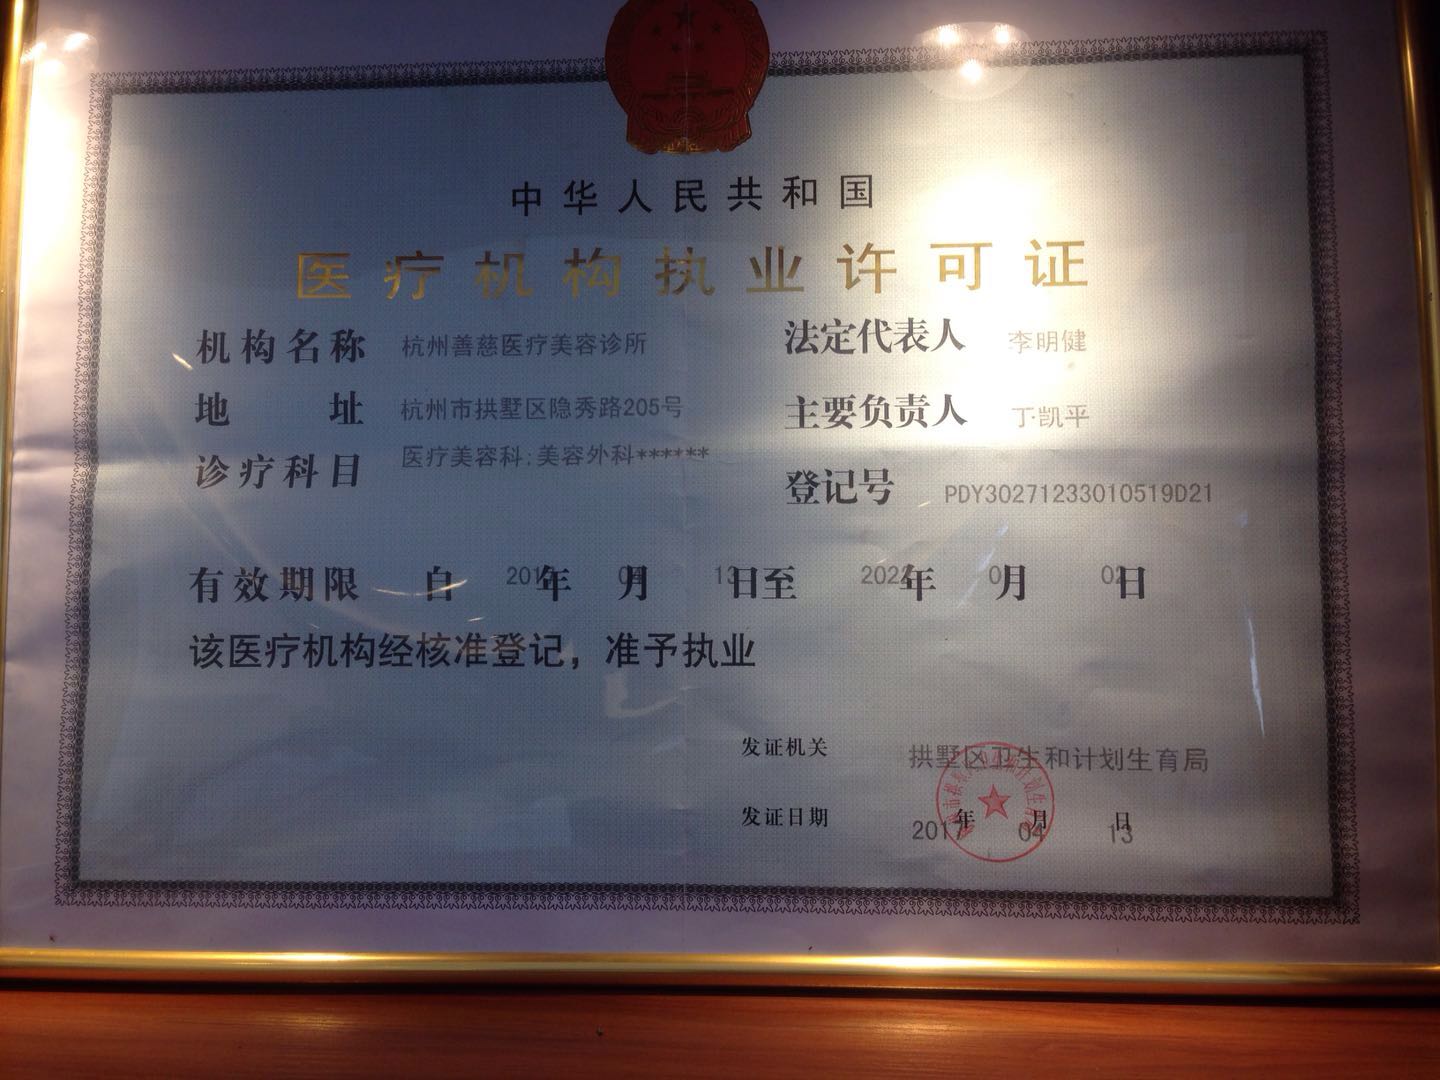 中华人民共和国
医疗机构执业许可证
机构名称 杭州善慈医疗美容诊所
法定代表人 李明健
地址 杭州市拱墅区隐秀路205号
主要负责人 丁凯平
诊疗科目 医疗美容科;美容外科******
登记号 PDY30271233010519D21
有效期限 自 年 月 13 日至 年 月 02 日
该医疗机构经核准登记，准予执业
发证机关 拱墅区卫生和计划生育局
发证日期 2017 年 04 月 13 日